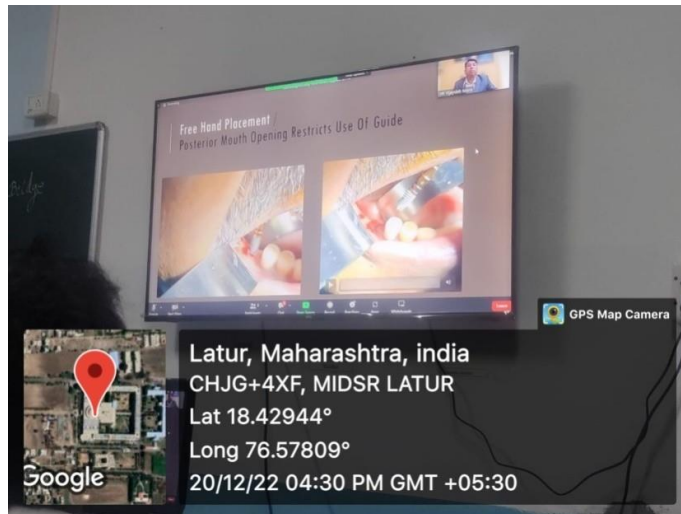 Free Hand Placement
Posterior Mouth Opening Restricts Use Of Guide
Bridge
GPS Map Camera
Latur, Maharashtra, india
CHJG+4XF, MIDSR LATUR
Lat 18.42944°
Long 76.57809°
20/12/22 04:30 PM GMT +05:30
Google